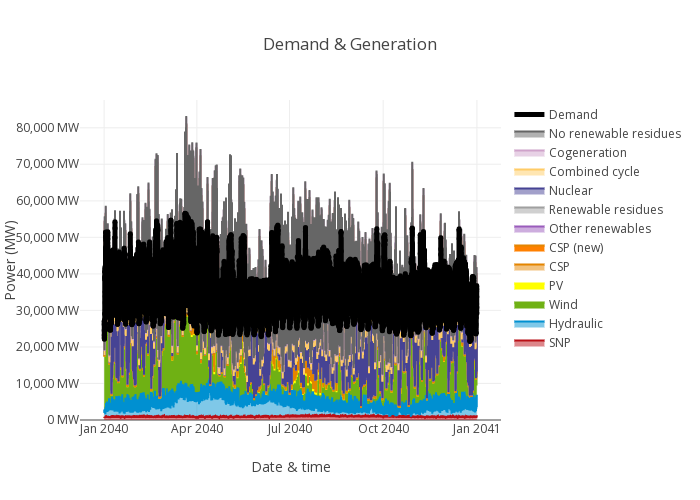 Demand & Generation
80,000 MW
70,000 MW
60,000 MW
50,000 MW
40,000 MW
30,000 MW
20,000 MW
10,000 MW
0 MW
Power (MW)
Jan 2040
Apr 2040
Jul 2040
Oct 2040
Jan 2041
Date & time
Demand
No renewable residues
Cogeneration
Combined cycle
Nuclear
Renewable residues
Other renewables
CSP (new)
CSP
PV
Wind
Hydraulic
SNP